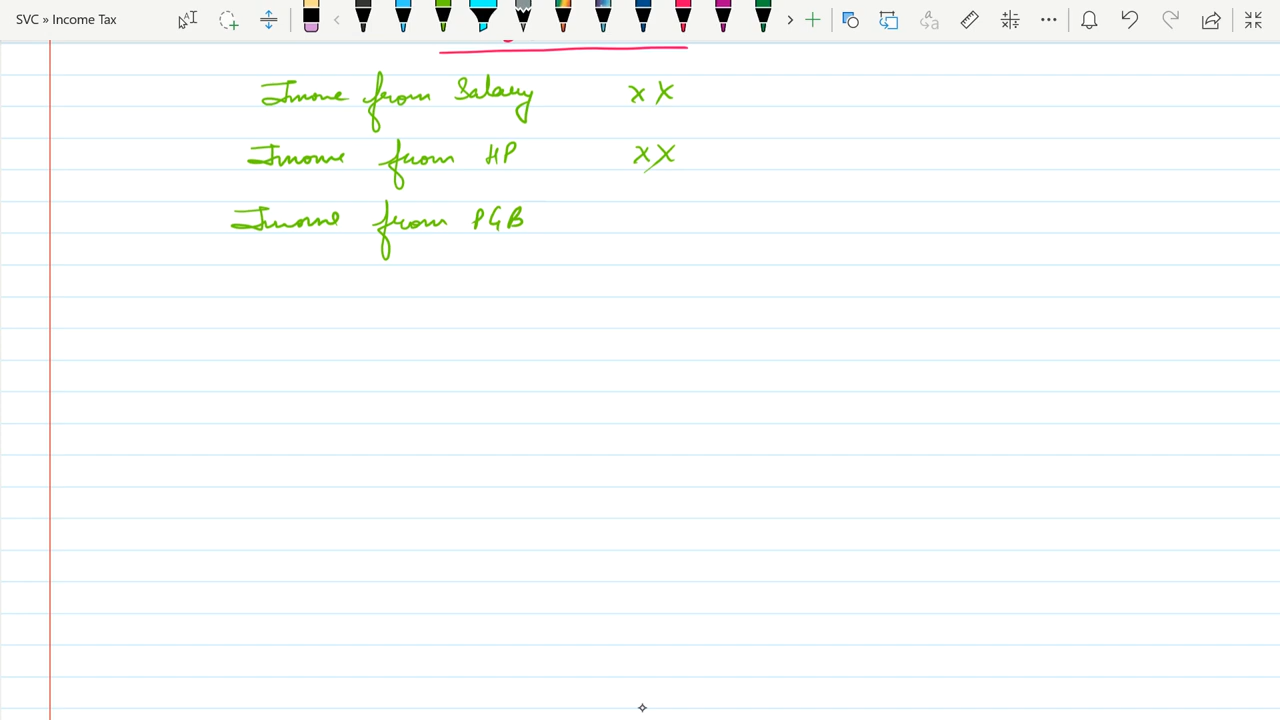 SVC » Income Tax
Income from Salary XX
Income from HP XX
Income from PGB